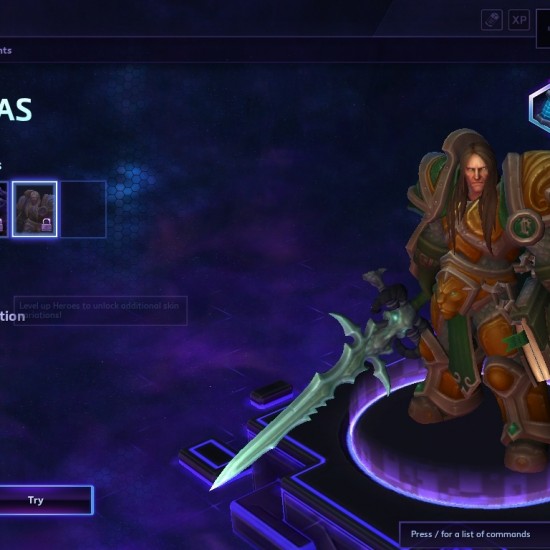 XP
nts
AS
s
Level up Heroes to unlock additional skin
variations!
tion
Try
Press / for a list of commands